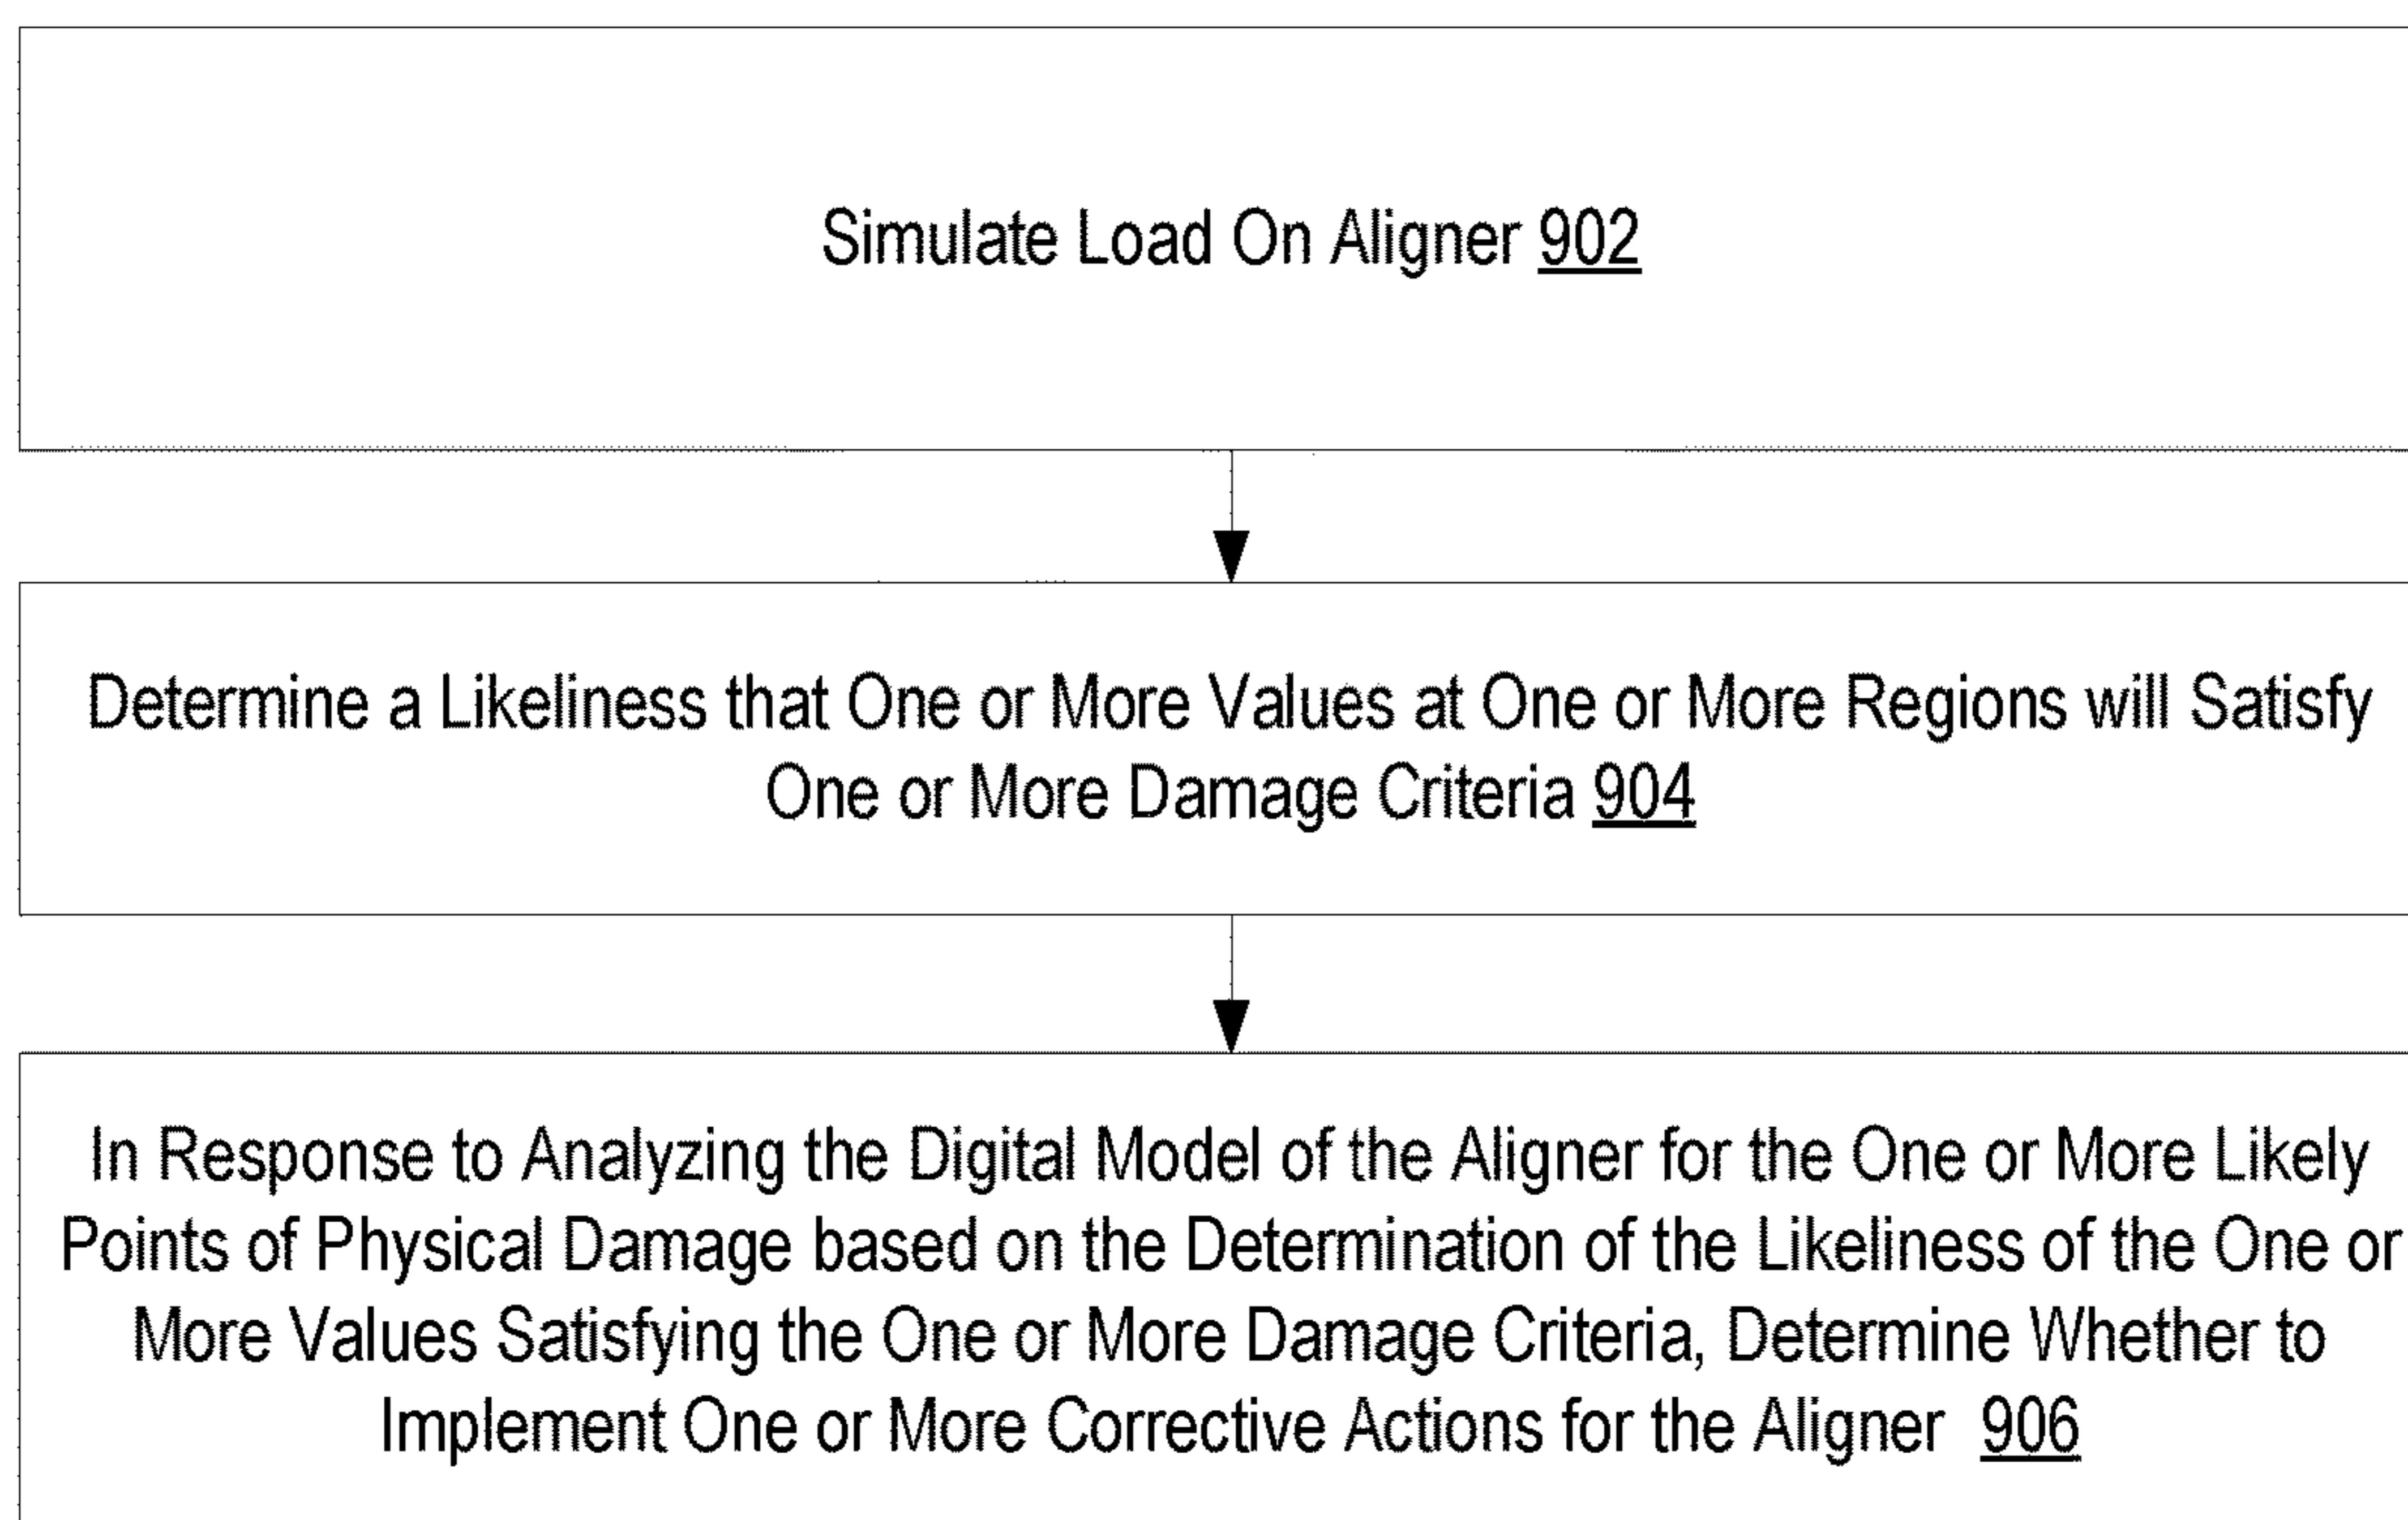 Simulate Load On Aligner 902
Determine a Likeliness that One or More Values at One or More Regions will Satisfy
One or More Damage Criteria 904
In Response to Analyzing the Digital Model of the Aligner for the One or More Likely
Points of Physical Damage based on the Determination of the Likeliness of the One or
More Values Satisfying the One or More Damage Criteria, Determine Whether to
Implement One or More Corrective Actions for the Aligner 906